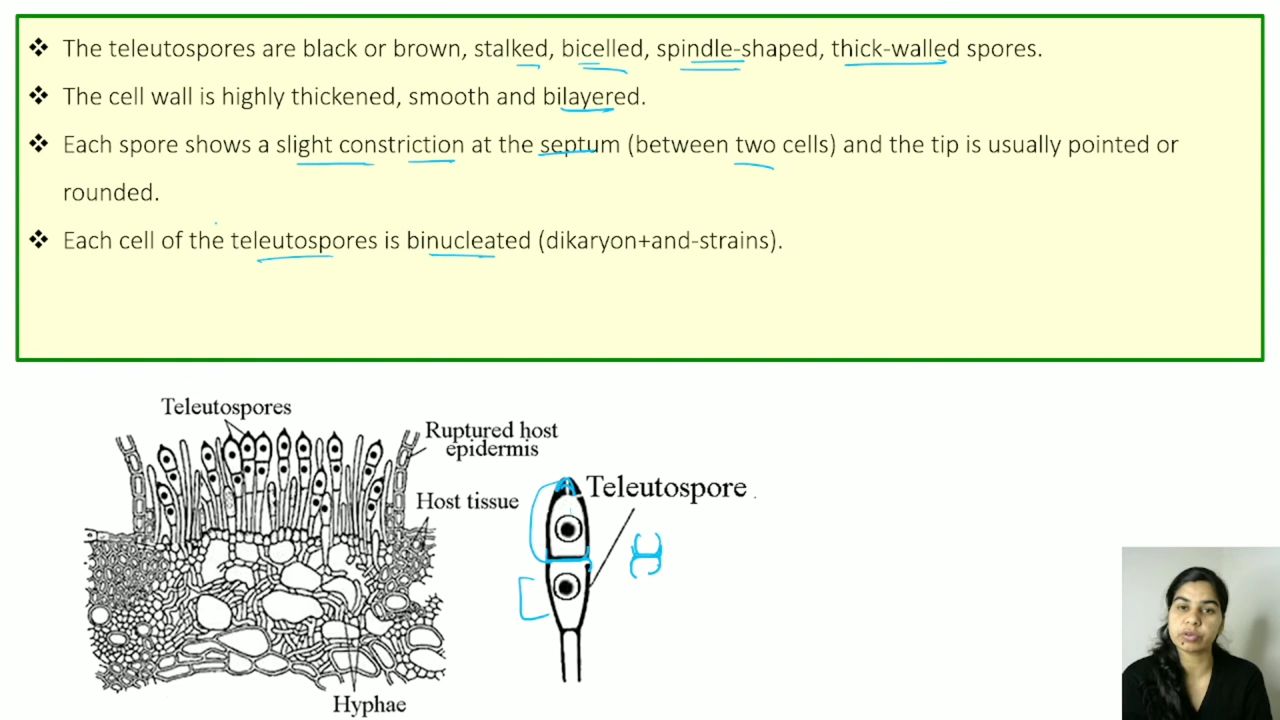 ❖ The teleutospores are black or brown, stalked, bicelled, spindle-shaped, thick-walled spores.
❖ The cell wall is highly thickened, smooth and bilayered.
❖ Each spore shows a slight constriction at the septum (between two cells) and the tip is usually pointed or
rounded.
❖ Each cell of the teleutospores is binucleated (dikaryon+and-strains).
Teleutospores
Ruptured host
epidermis
Host tissue
Teleutospore
Hyphae